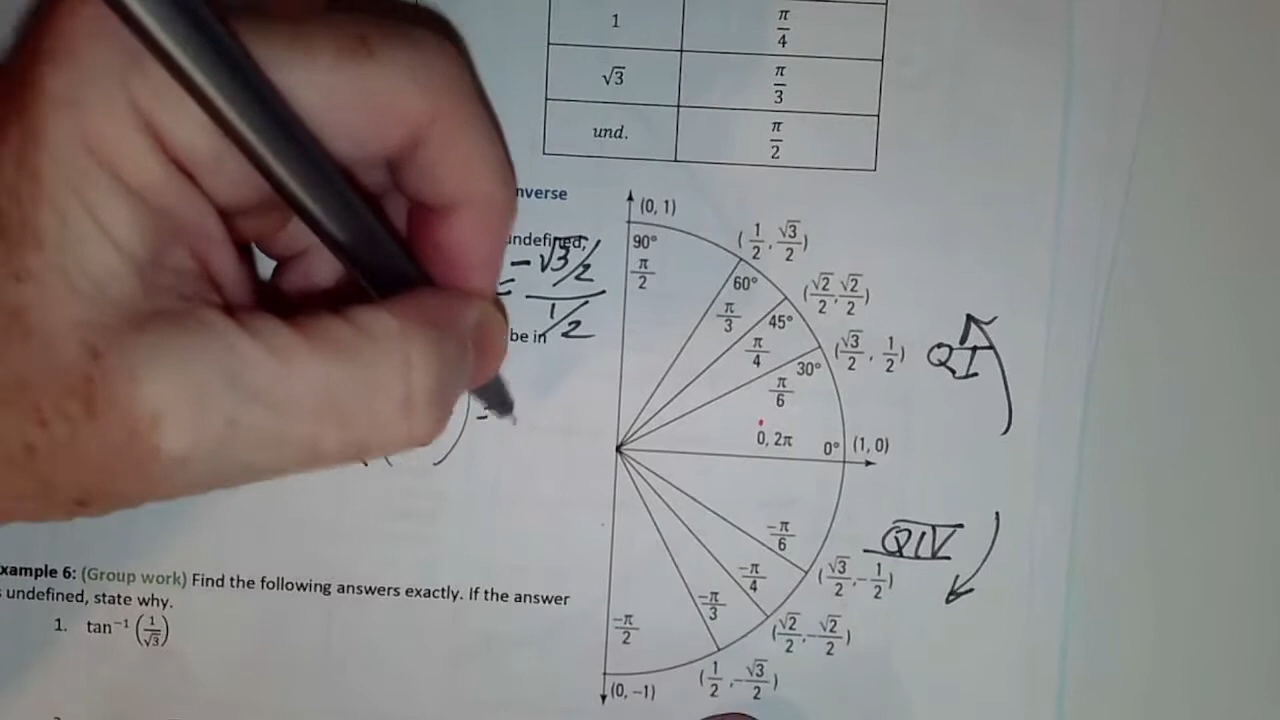 1 π/4
√3 π/3
und. π/2
nverse
undefined,
= -√3/2 / 1/2
be in
) =
(0, 1)
90° π/2
(1/2, √3/2)
60° π/3
(√2/2, √2/2)
45° π/4
(√3/2, 1/2)
30° π/6
QI
0, 2π 0° (1, 0)
-π/6
QIV
(√3/2, -1/2)
-π/4
(√2/2, -√2/2)
-π/3
(1/2, -√3/2)
-π/2
(0, -1)
xample 6: (Group work) Find the following answers exactly. If the answer
s undefined, state why.
1. tan⁻¹ (1/√3)